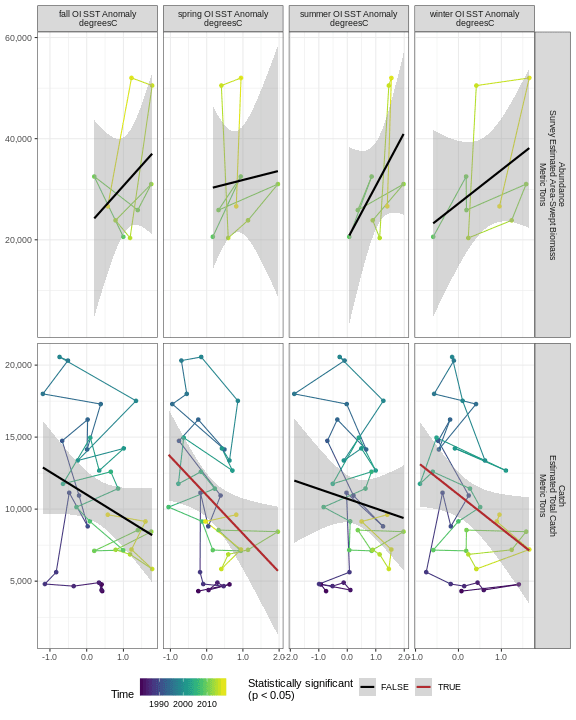 fall OI SST Anomaly
degreesC
spring OI SST Anomaly
degreesC
summer OI SST Anomaly
degreesC
winter OI SST Anomaly
degreesC
60,000
40,000
20,000
Abundance
Survey Estimated Area-Swept Biomass
Metric Tons
20,000
15,000
10,000
5,000
Catch
Estimated Total Catch
Metric Tons
-1.0 0.0 1.0
-1.0 0.0 1.0 2.0
-2.0 -1.0 0.0 1.0 2.0
-1.0 0.0 1.0
Time
1990 2000 2010
Statistically significant
(p < 0.05)
FALSE
TRUE